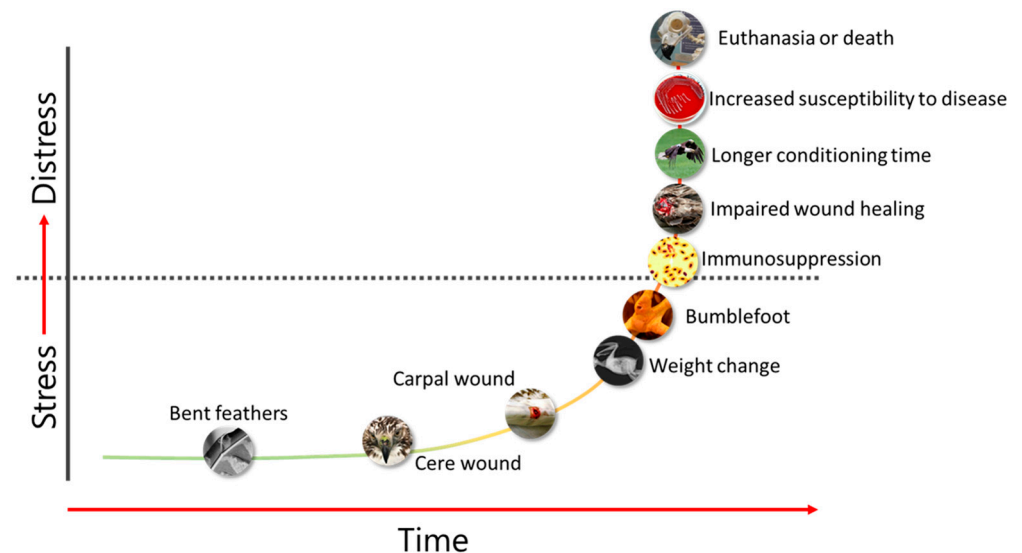 Euthanasia or death
Increased susceptibility to disease
Longer conditioning time
Impaired wound healing
Immunosuppression
Bumblefoot
Weight change
Carpal wound
Bent feathers
Cere wound
Distress
Stress
Time